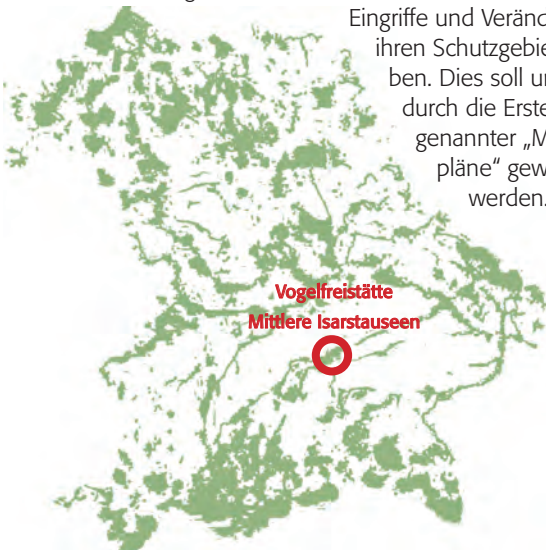 Eingriffe und Veränd
ihren Schutzgebie
ben. Dies soll u
durch die Erste
genannter „M
pläne“ gew
werden.
Vogelfreistätte
Mittlere Isarstauseen